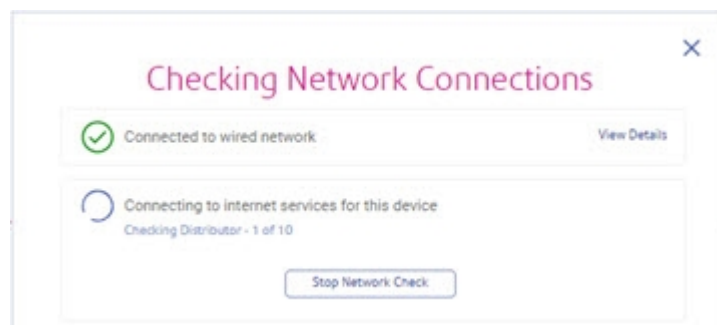 Checking Network Connections
Connected to wired network View Details
Connecting to internet services for this device
Checking Distributor - 1 of 10
Stop Network Check